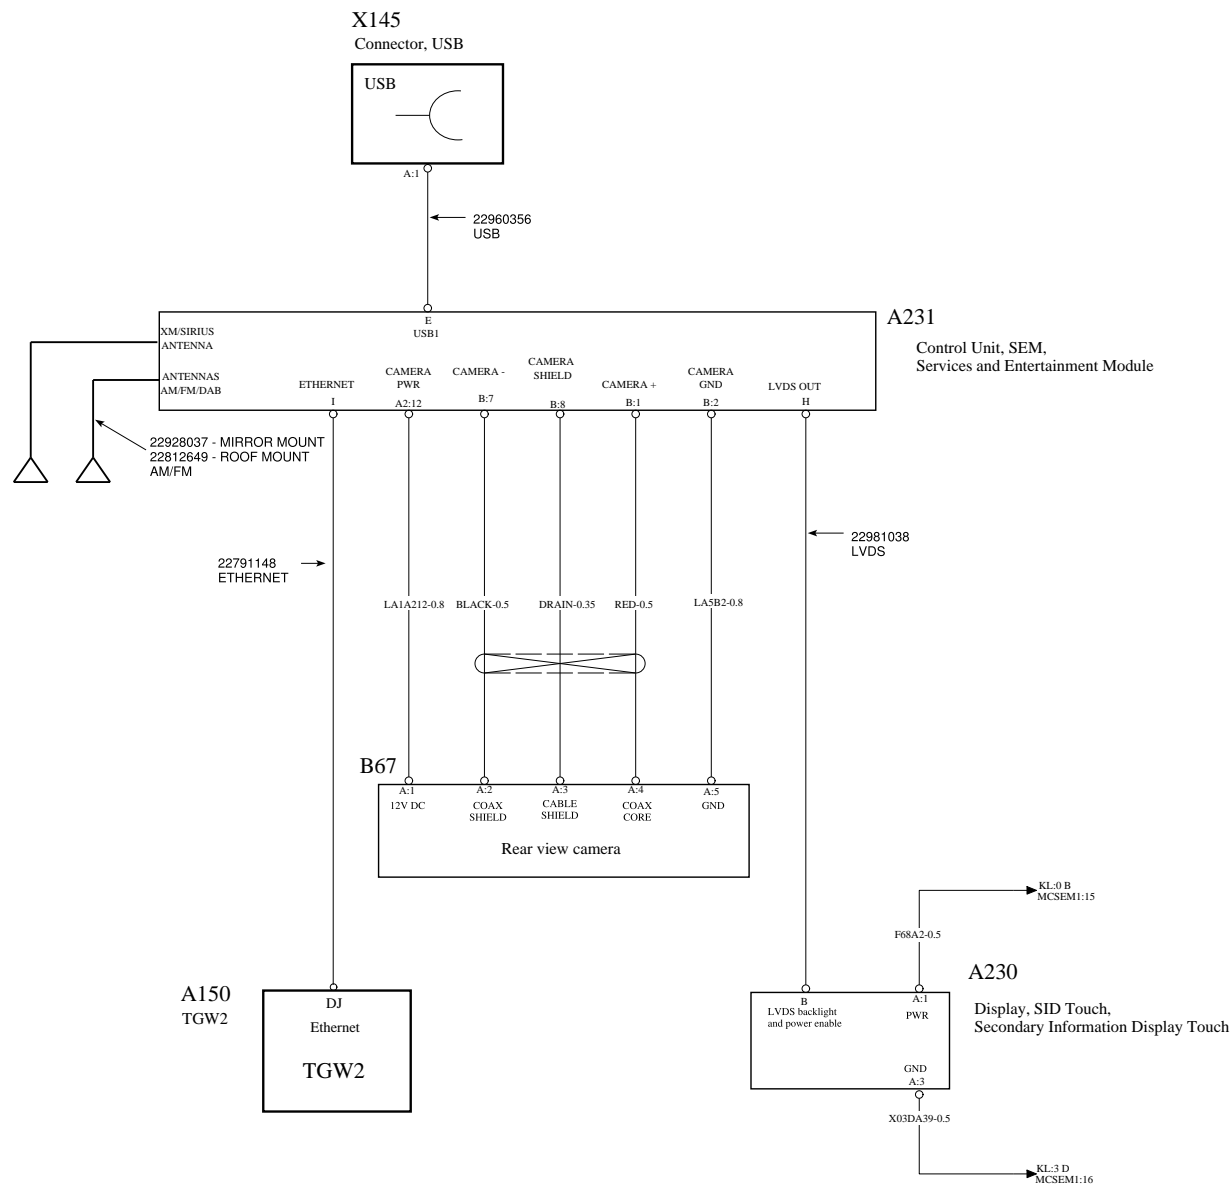 X145
Connector, USB
USB
A:1
22960356
USB
A231
Control Unit, SEM,
Services and Entertainment Module
E
USB1
XM/SIRIUS
ANTENNA
ANTENNAS
AM/FM/DAB
ETHERNET
I
CAMERA
PWR
A2:12
CAMERA -
B:7
CAMERA
SHIELD
B:8
CAMERA +
B:1
CAMERA
GND
B:2
LVDS OUT
H
22928037 - MIRROR MOUNT
22812649 - ROOF MOUNT
AM/FM
22791148
ETHERNET
22981038
LVDS
LA1A212-0.8
BLACK-0.5
DRAIN-0.35
RED-0.5
LA5B2-0.8
B67
A:1
12V DC
A:2
COAX
SHIELD
A:3
CABLE
SHIELD
A:4
COAX
CORE
A:5
GND
Rear view camera
KL:0 B
MCSEM1:15
F68A2-0.5
A150
TGW2
DJ
Ethernet
TGW2
A230
Display, SID Touch,
Secondary Information Display Touch
B
LVDS backlight
and power enable
A:1
PWR
GND
A:3
X03DA39-0.5
KL:3 D
MCSEM1:16